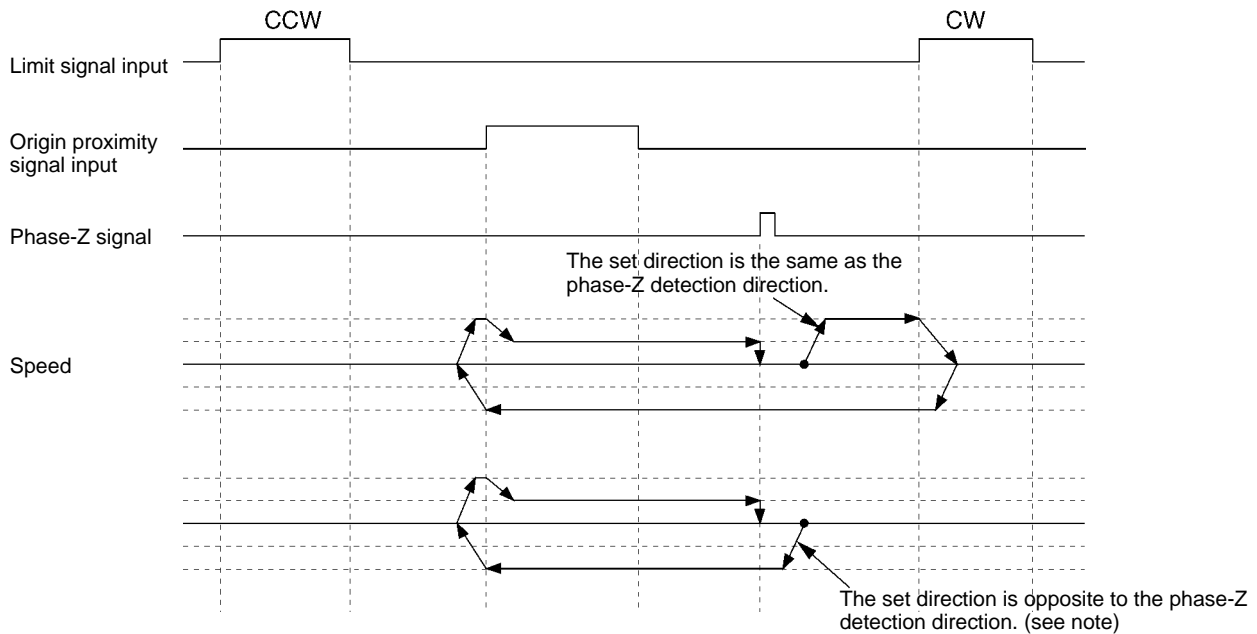 CCW
CW
Limit signal input
Origin proximity
signal input
Phase-Z signal
The set direction is the same as the
phase-Z detection direction.
Speed
The set direction is opposite to the phase-Z
detection direction. (see note)